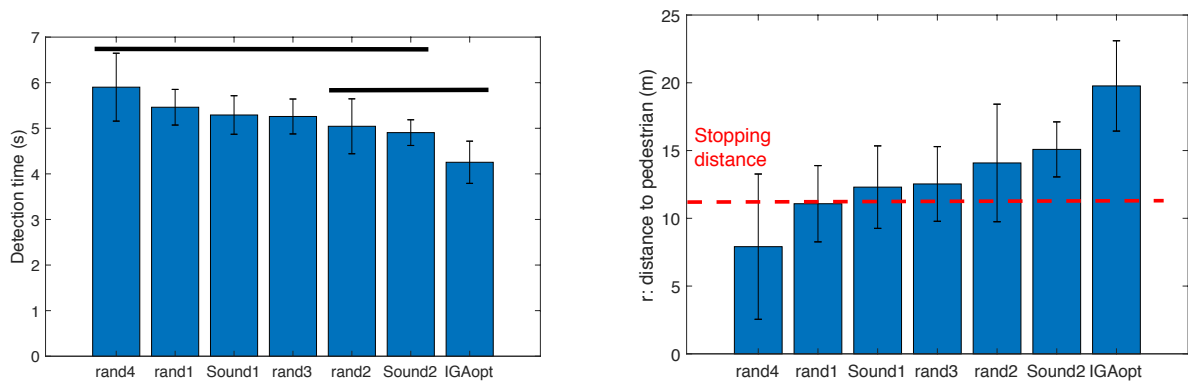 Detection time (s)
7
6
5
4
3
2
1
0
rand4 rand1 Sound1 rand3 rand2 Sound2 IGAopt
r: distance to pedestrian (m)
25
20
15
10
5
0
Stopping
distance
rand4 rand1 Sound1 rand3 rand2 Sound2 IGAopt